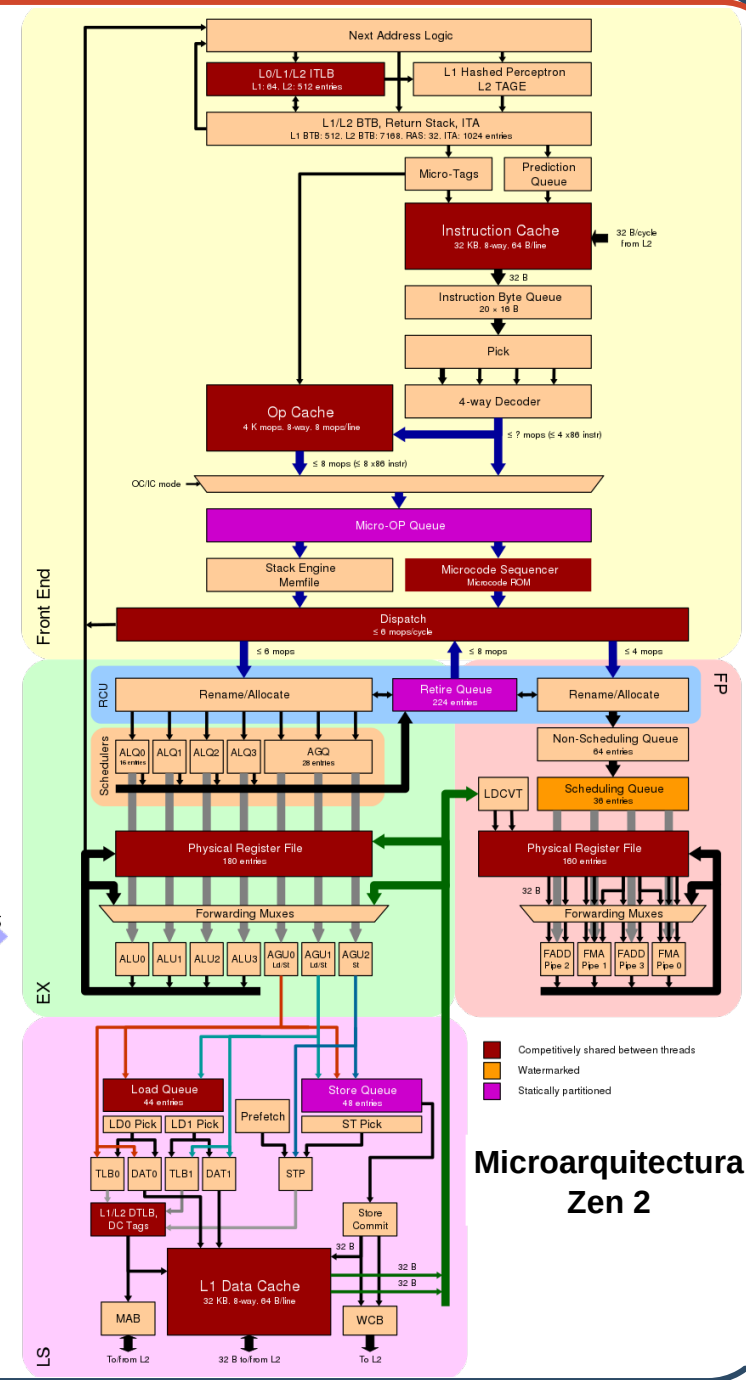 Next Address Logic
L0/L1/L2 ITLB
L1: 64. L2: 512 entries
L1 Hashed Perceptron
L2 TAGE
L1/L2 BTB, Return Stack, ITA
L1 BTB: 512. L2 BTB: 7168. RAS: 32. ITA: 1024 entries
Micro-Tags
Prediction
Queue
Instruction Cache
32 KB. 8-way. 64 B/line
32 B/cycle
from L2
32 B
Instruction Byte Queue
20 × 16 B
Pick
4-way Decoder
Op Cache
4 K mops. 8-way. 8 mops/line
≤ ? mops (≤ 4 x86 instr)
≤ 8 mops (≤ 8 x86 instr)
OC/IC mode
Micro-OP Queue
Stack Engine
Memfile
Microcode Sequencer
Microcode ROM
Front End
Dispatch
≤ 6 mops/cycle
≤ 6 mops
≤ 8 mops
≤ 4 mops
RCU
Rename/Allocate
Retire Queue
224 entries
Rename/Allocate
FP
Schedulers
ALQ0
16 entries
ALQ1
ALQ2
ALQ3
AGQ
28 entries
Non-Scheduling Queue
64 entries
LDCVT
Scheduling Queue
36 entries
Physical Register File
180 entries
Physical Register File
160 entries
32 B
Forwarding Muxes
Forwarding Muxes
s
EX
ALU0
ALU1
ALU2
ALU3
AGU0
Ld/St
AGU1
Ld/St
AGU2
St
FADD
Pipe 2
FMA
Pipe 1
FADD
Pipe 3
FMA
Pipe 0
Competitively shared between threads
Watermarked
Statically partitioned
Load Queue
44 entries
Store Queue
48 entries
LD0 Pick
LD1 Pick
Prefetch
ST Pick
TLB0
DAT0
TLB1
DAT1
STP
Microarquitectura
Zen 2
L1/L2 DTLB,
DC Tags
Store
Commit
32 B
L1 Data Cache
32 KB. 8-way. 64 B/line
32 B
32 B
MAB
WCB
LS
To/from L2
32 B to/from L2
To L2